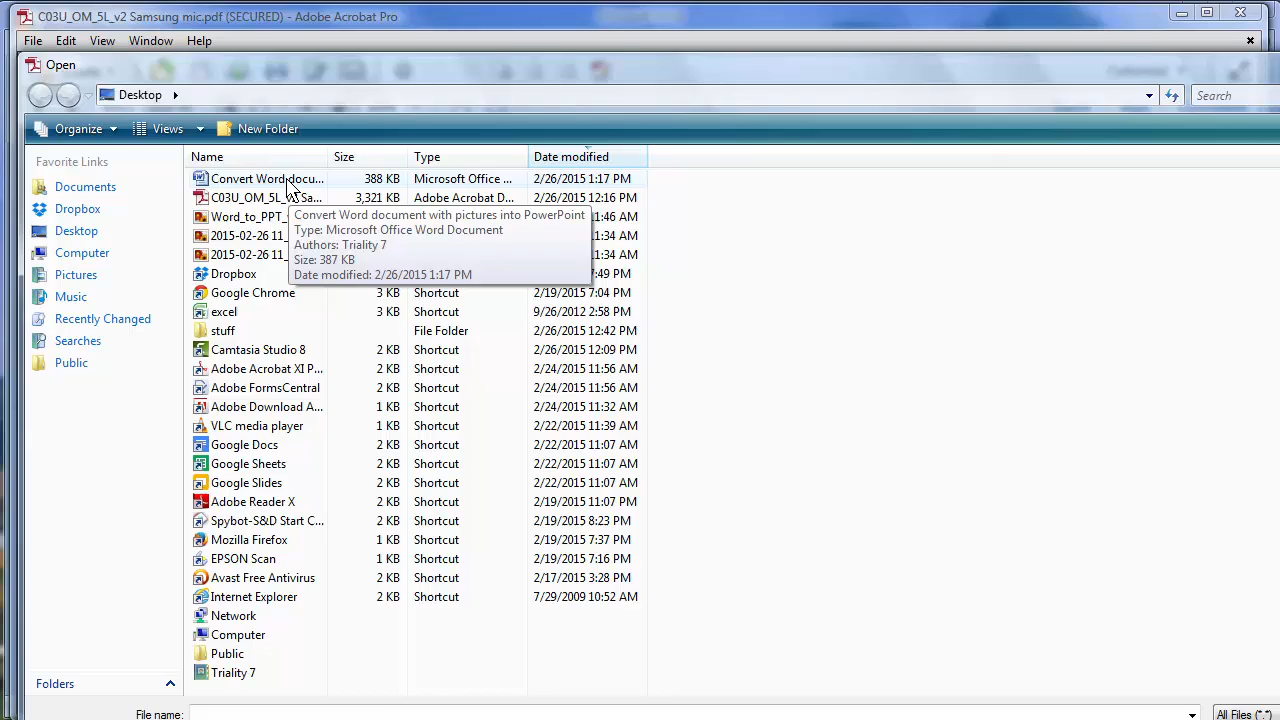 C03U_OM_5L_v2 Samsung mic.pdf (SECURED) - Adobe Acrobat Pro
File Edit View Window Help
Open
Desktop
Search
Organize Views New Folder
Favorite Links
Documents
Dropbox
Desktop
Computer
Pictures
Music
Recently Changed
Searches
Public
Folders
Name Size Type Date modified
Convert Word docu... 388 KB Microsoft Office ... 2/26/2015 1:17 PM
C03U_OM_5L_v2 Sa... 3,321 KB Adobe Acrobat D... 2/26/2015 12:16 PM
Word_to_PPT_ 11:46 AM
2015-02-26 11_ 11:34 AM
2015-02-26 11_ 11:34 AM
Dropbox 7:49 PM
Convert Word document with pictures into PowerPoint
Type: Microsoft Office Word Document
Authors: Triality 7
Size: 387 KB
Date modified: 2/26/2015 1:17 PM
Google Chrome 3 KB Shortcut 2/19/2015 7:04 PM
excel 3 KB Shortcut 9/26/2012 2:58 PM
stuff File Folder 2/26/2015 12:42 PM
Camtasia Studio 8 2 KB Shortcut 2/26/2015 12:09 PM
Adobe Acrobat XI P... 2 KB Shortcut 2/24/2015 11:56 AM
Adobe FormsCentral 2 KB Shortcut 2/24/2015 11:56 AM
Adobe Download A... 1 KB Shortcut 2/24/2015 11:32 AM
VLC media player 1 KB Shortcut 2/22/2015 11:39 AM
Google Docs 2 KB Shortcut 2/22/2015 11:07 AM
Google Sheets 2 KB Shortcut 2/22/2015 11:07 AM
Google Slides 2 KB Shortcut 2/22/2015 11:07 AM
Adobe Reader X 2 KB Shortcut 2/19/2015 11:07 PM
Spybot-S&D Start C... 2 KB Shortcut 2/19/2015 8:23 PM
Mozilla Firefox 1 KB Shortcut 2/19/2015 7:37 PM
EPSON Scan 1 KB Shortcut 2/19/2015 7:16 PM
Avast Free Antivirus 2 KB Shortcut 2/17/2015 3:28 PM
Internet Explorer 2 KB Shortcut 7/29/2009 10:52 AM
Network
Computer
Public
Triality 7
File name: All Files (*.*)